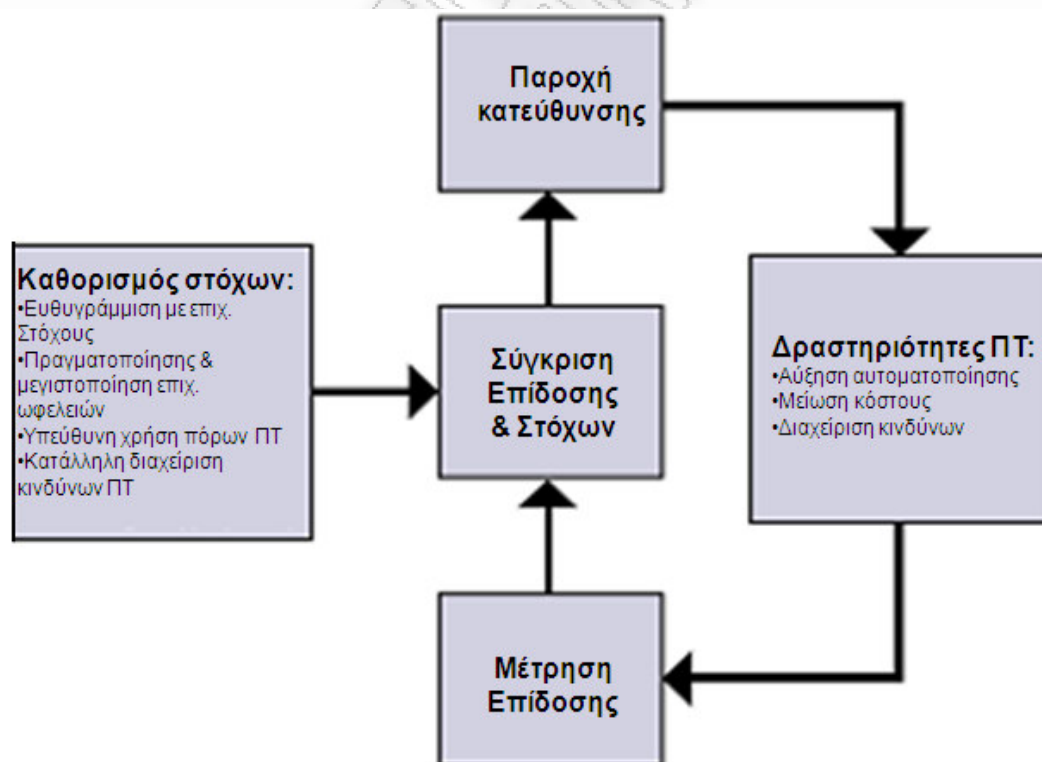 Παροχή
κατεύθυνσης
Καθορισμός στόχων:
•Ευθυγράμμιση με επιχ.
Στόχους
•Πραγματοποίησης &
μεγιστοποίηση επιχ.
ωφελειών
•Υπεύθυνη χρήση πόρων ΠΤ
•Κατάλληλη διαχείριση
κινδύνων ΠΤ
Σύγκριση
Επίδοσης
& Στόχων
Δραστηριότητες ΠΤ:
•Αύξηση αυτοματοποίησης
•Μείωση κόστους
•Διαχείριση κινδύνων
Μέτρηση
Επίδοσης